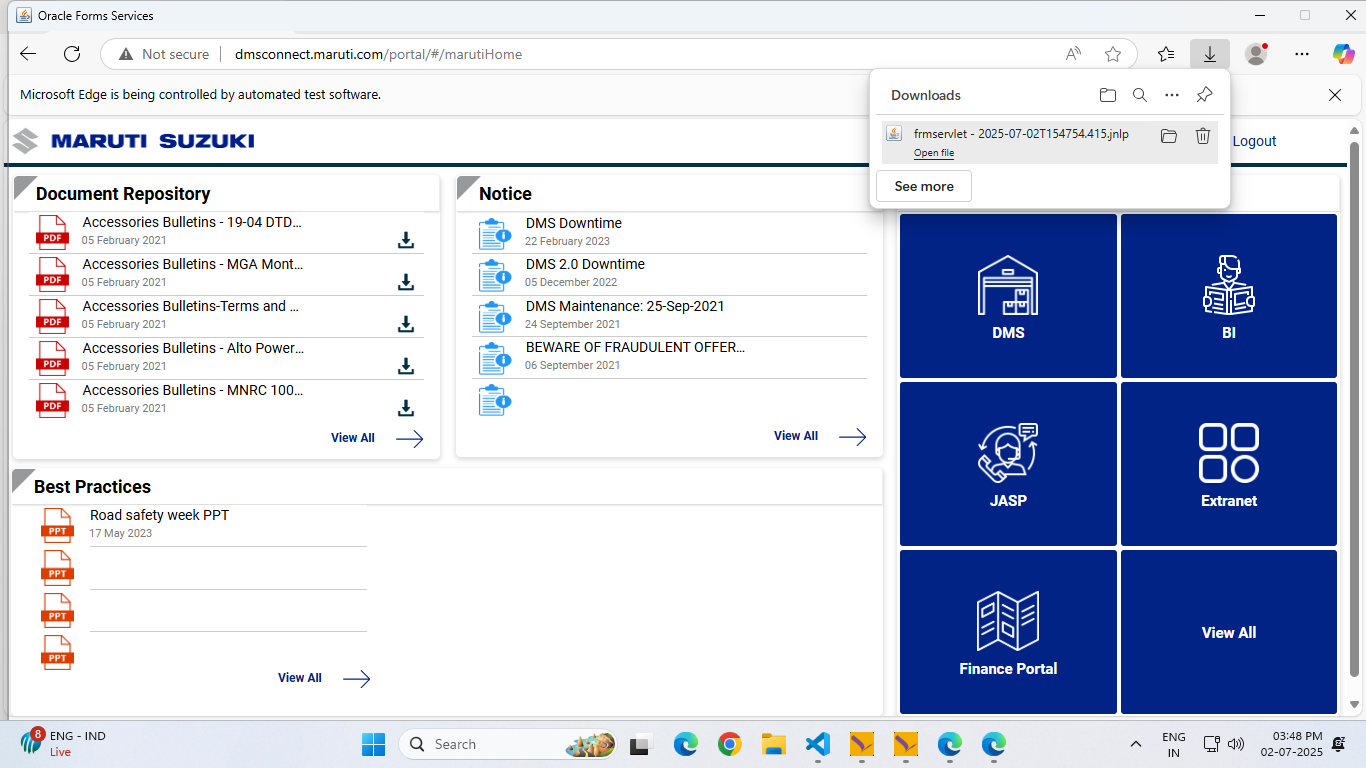 Oracle Forms Services
Not secure
dmsconnect.maruti.com/portal/#/marutiHome
Microsoft Edge is being controlled by automated test software.
Downloads
frmservlet - 2025-07-02T154754.415.jnlp
Open file
See more
MARUTI SUZUKI
Logout
Document Repository
Accessories Bulletins - 19-04 DTD...
05 February 2021
Accessories Bulletins - MGA Mont...
05 February 2021
Accessories Bulletins-Terms and ...
05 February 2021
Accessories Bulletins - Alto Power...
05 February 2021
Accessories Bulletins - MNRC 100...
05 February 2021
PDF
PDF
PDF
PDF
PDF
View All
Notice
DMS Downtime
22 February 2023
DMS 2.0 Downtime
05 December 2022
DMS Maintenance: 25-Sep-2021
24 September 2021
BEWARE OF FRAUDULENT OFFER...
06 September 2021
View All
Best Practices
Road safety week PPT
17 May 2023
PPT
PPT
PPT
PPT
View All
DMS
BI
JASP
Extranet
Finance Portal
View All
8
ENG - IND
Live
Search
ENG
IN
03:48 PM
02-07-2025